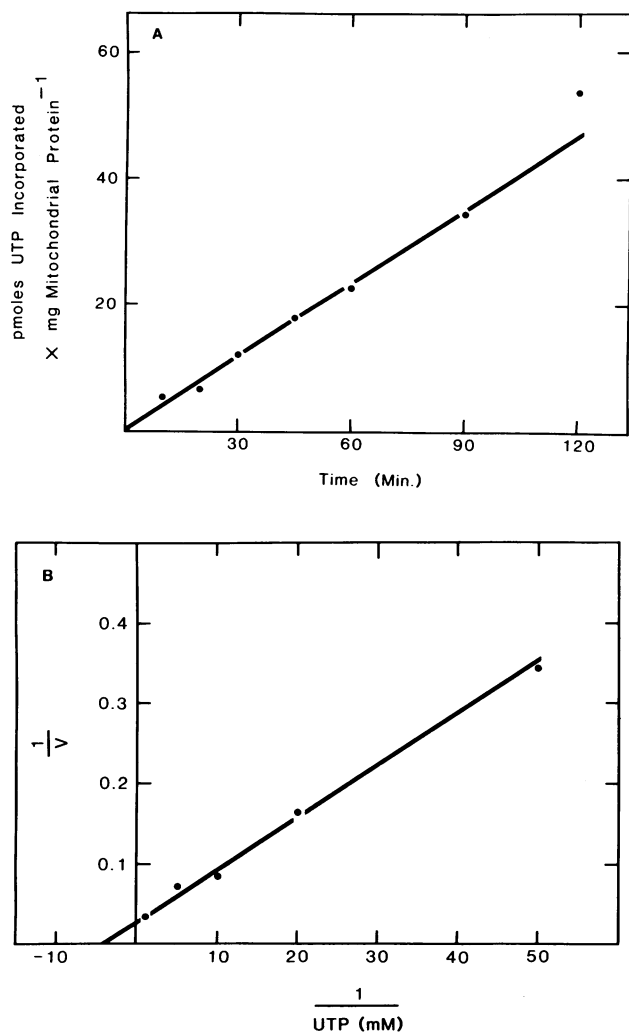 A
60
40
20
pmoles UTP Incorporated
X mg Mitochondrial Protein⁻¹
30 60 90 120
Time (Min.)
B
0.4
0.3
0.2
0.1
1
V
-10 0 10 20 30 40 50
1
UTP (mM)